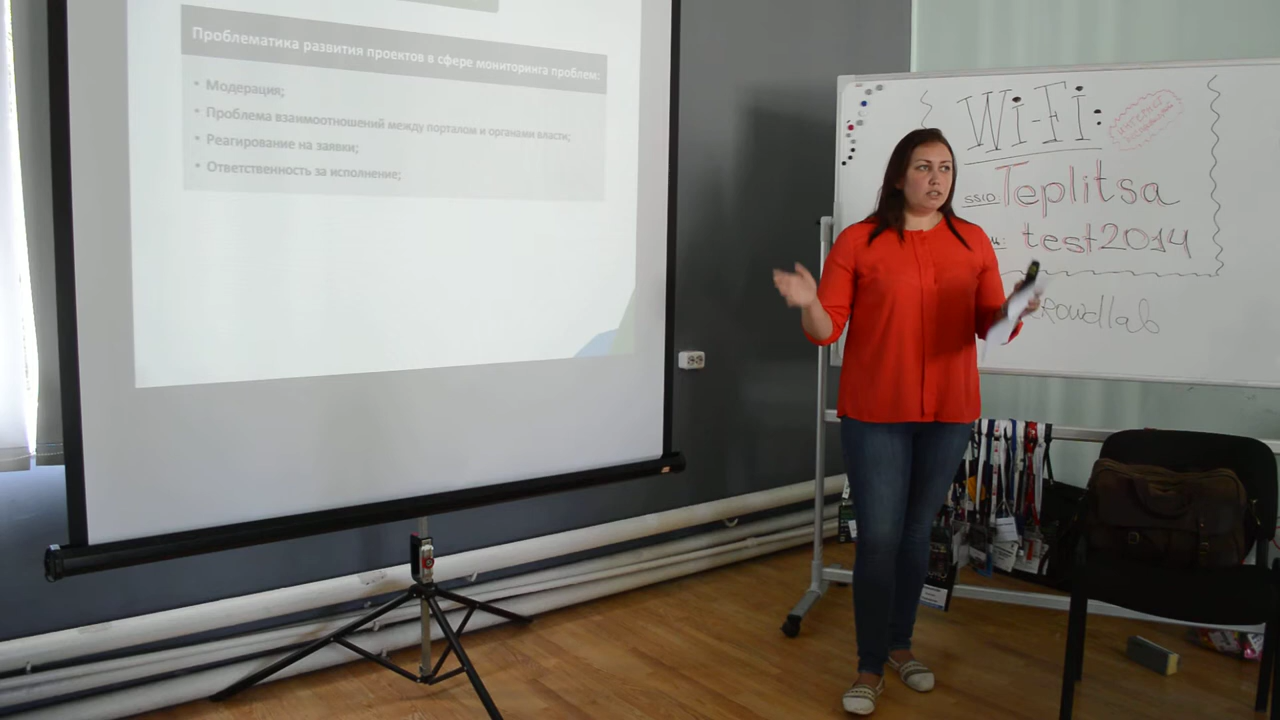 Проблематика развития проектов в сфере мониторинга проблем:
• Модерация;
• Проблема взаимоотношений между порталом и органами власти;
• Реагирование на заявки;
• Ответственность за исполнение;
Wi-Fi:
SSID Teplitsa
test2014
crowdlab